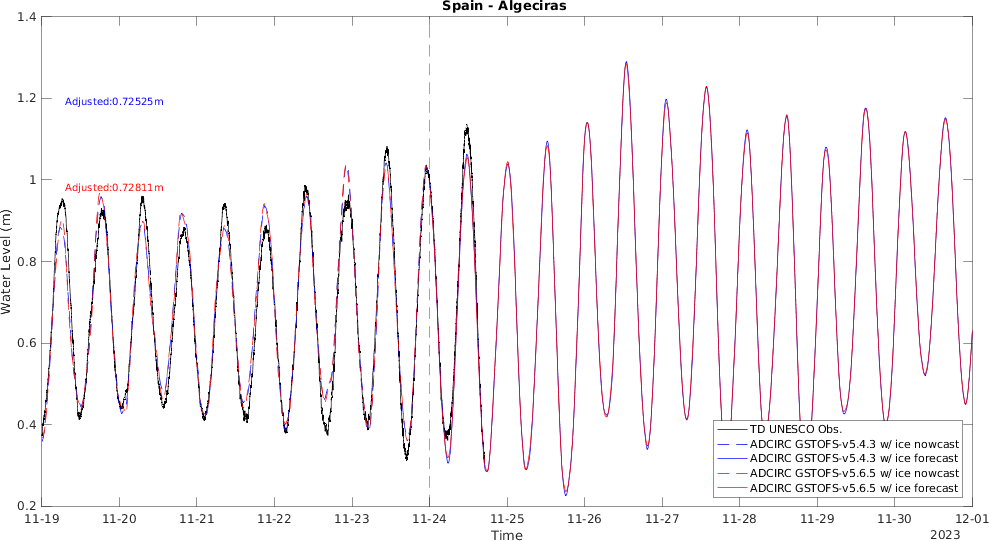 Spain - Algeciras
1.4
1.2
1
0.8
0.6
0.4
0.2
Water Level (m)
Adjusted:0.72525m
Adjusted:0.72811m
TD UNESCO Obs.
ADCIRC GSTOFS-v5.4.3 w/ ice nowcast
ADCIRC GSTOFS-v5.4.3 w/ ice forecast
ADCIRC GSTOFS-v5.6.5 w/ ice nowcast
ADCIRC GSTOFS-v5.6.5 w/ ice forecast
11-19 11-20 11-21 11-22 11-23 11-24 11-25 11-26 11-27 11-28 11-29 11-30 12-01
Time
2023